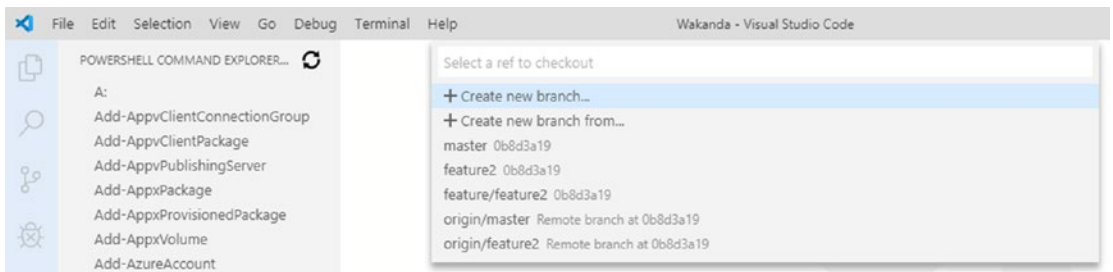 File Edit Selection View Go Debug Terminal Help Wakanda - Visual Studio Code
POWERSHELL COMMAND EXPLORER...
A:
Add-AppvClientConnectionGroup
Add-AppvClientPackage
Add-AppvPublishingServer
Add-AppxPackage
Add-AppxProvisionedPackage
Add-AppxVolume
Add-AzureAccount
Select a ref to checkout
+ Create new branch...
+ Create new branch from...
master 0b8d3a19
feature2 0b8d3a19
feature/feature2 0b8d3a19
origin/master Remote branch at 0b8d3a19
origin/feature2 Remote branch at 0b8d3a19